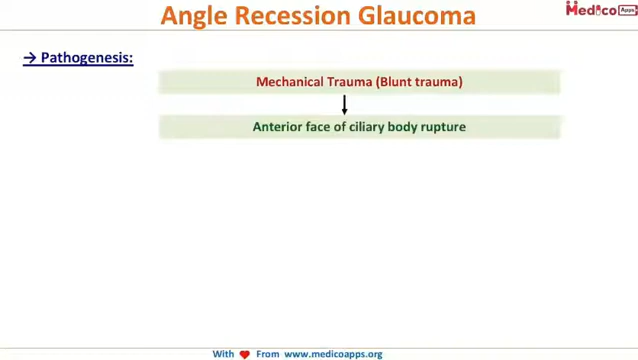 Angle Recession Glaucoma
Medico Apps
→ Pathogenesis:
Mechanical Trauma (Blunt trauma)
Anterior face of ciliary body rupture
With ❤ From www.medicoapps.org